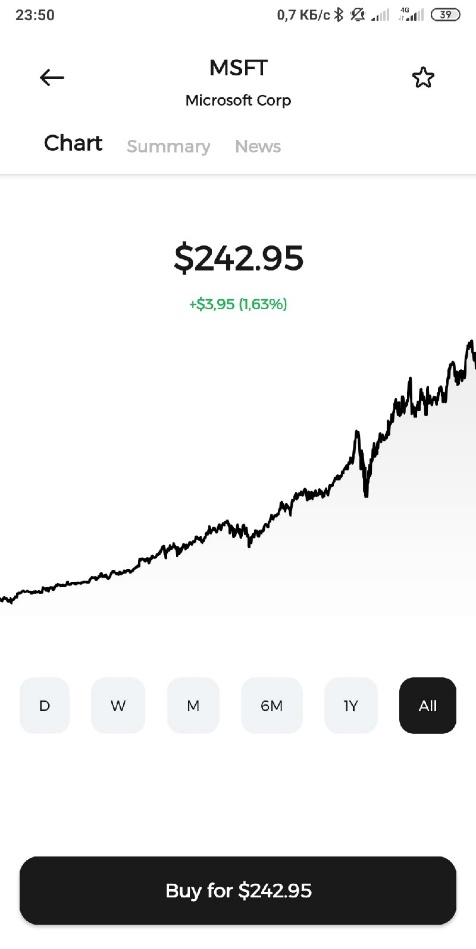 23:50 0,7 КБ/с 4G 39
MSFT
Microsoft Corp
Chart Summary News
$242.95
+$3,95 (1,63%)
D W M 6M 1Y All
Buy for $242.95